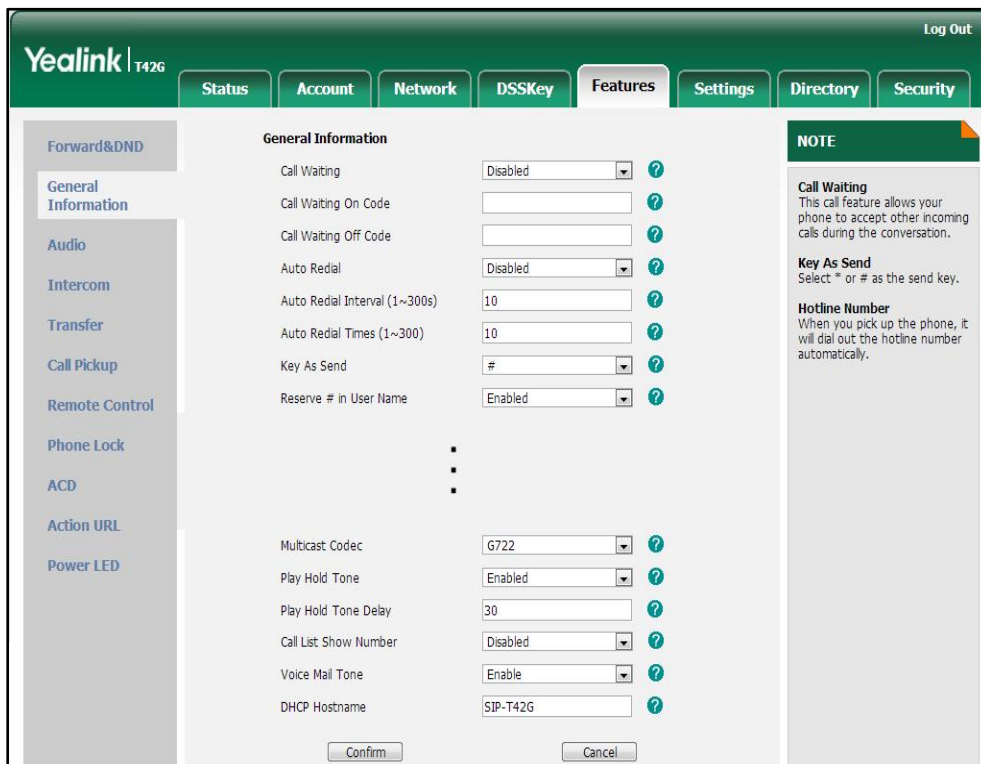 Log Out
Yealink T42G
Status Account Network DSSKey Features Settings Directory Security
Forward&DND
General
Information
Audio
Intercom
Transfer
Call Pickup
Remote Control
Phone Lock
ACD
Action URL
Power LED
General Information
Call Waiting Disabled ?
Call Waiting On Code ?
Call Waiting Off Code ?
Auto Redial Disabled ?
Auto Redial Interval (1~300s) 10 ?
Auto Redial Times (1~300) 10 ?
Key As Send # ?
Reserve # in User Name Enabled ?
Multicast Codec G722 ?
Play Hold Tone Enabled ?
Play Hold Tone Delay 30 ?
Call List Show Number Disabled ?
Voice Mail Tone Enable ?
DHCP Hostname SIP-T42G ?
Confirm Cancel
NOTE
Call Waiting
This call feature allows your
phone to accept other incoming
calls during the conversation.
Key As Send
Select * or # as the send key.
Hotline Number
When you pick up the phone, it
will dial out the hotline number
automatically.